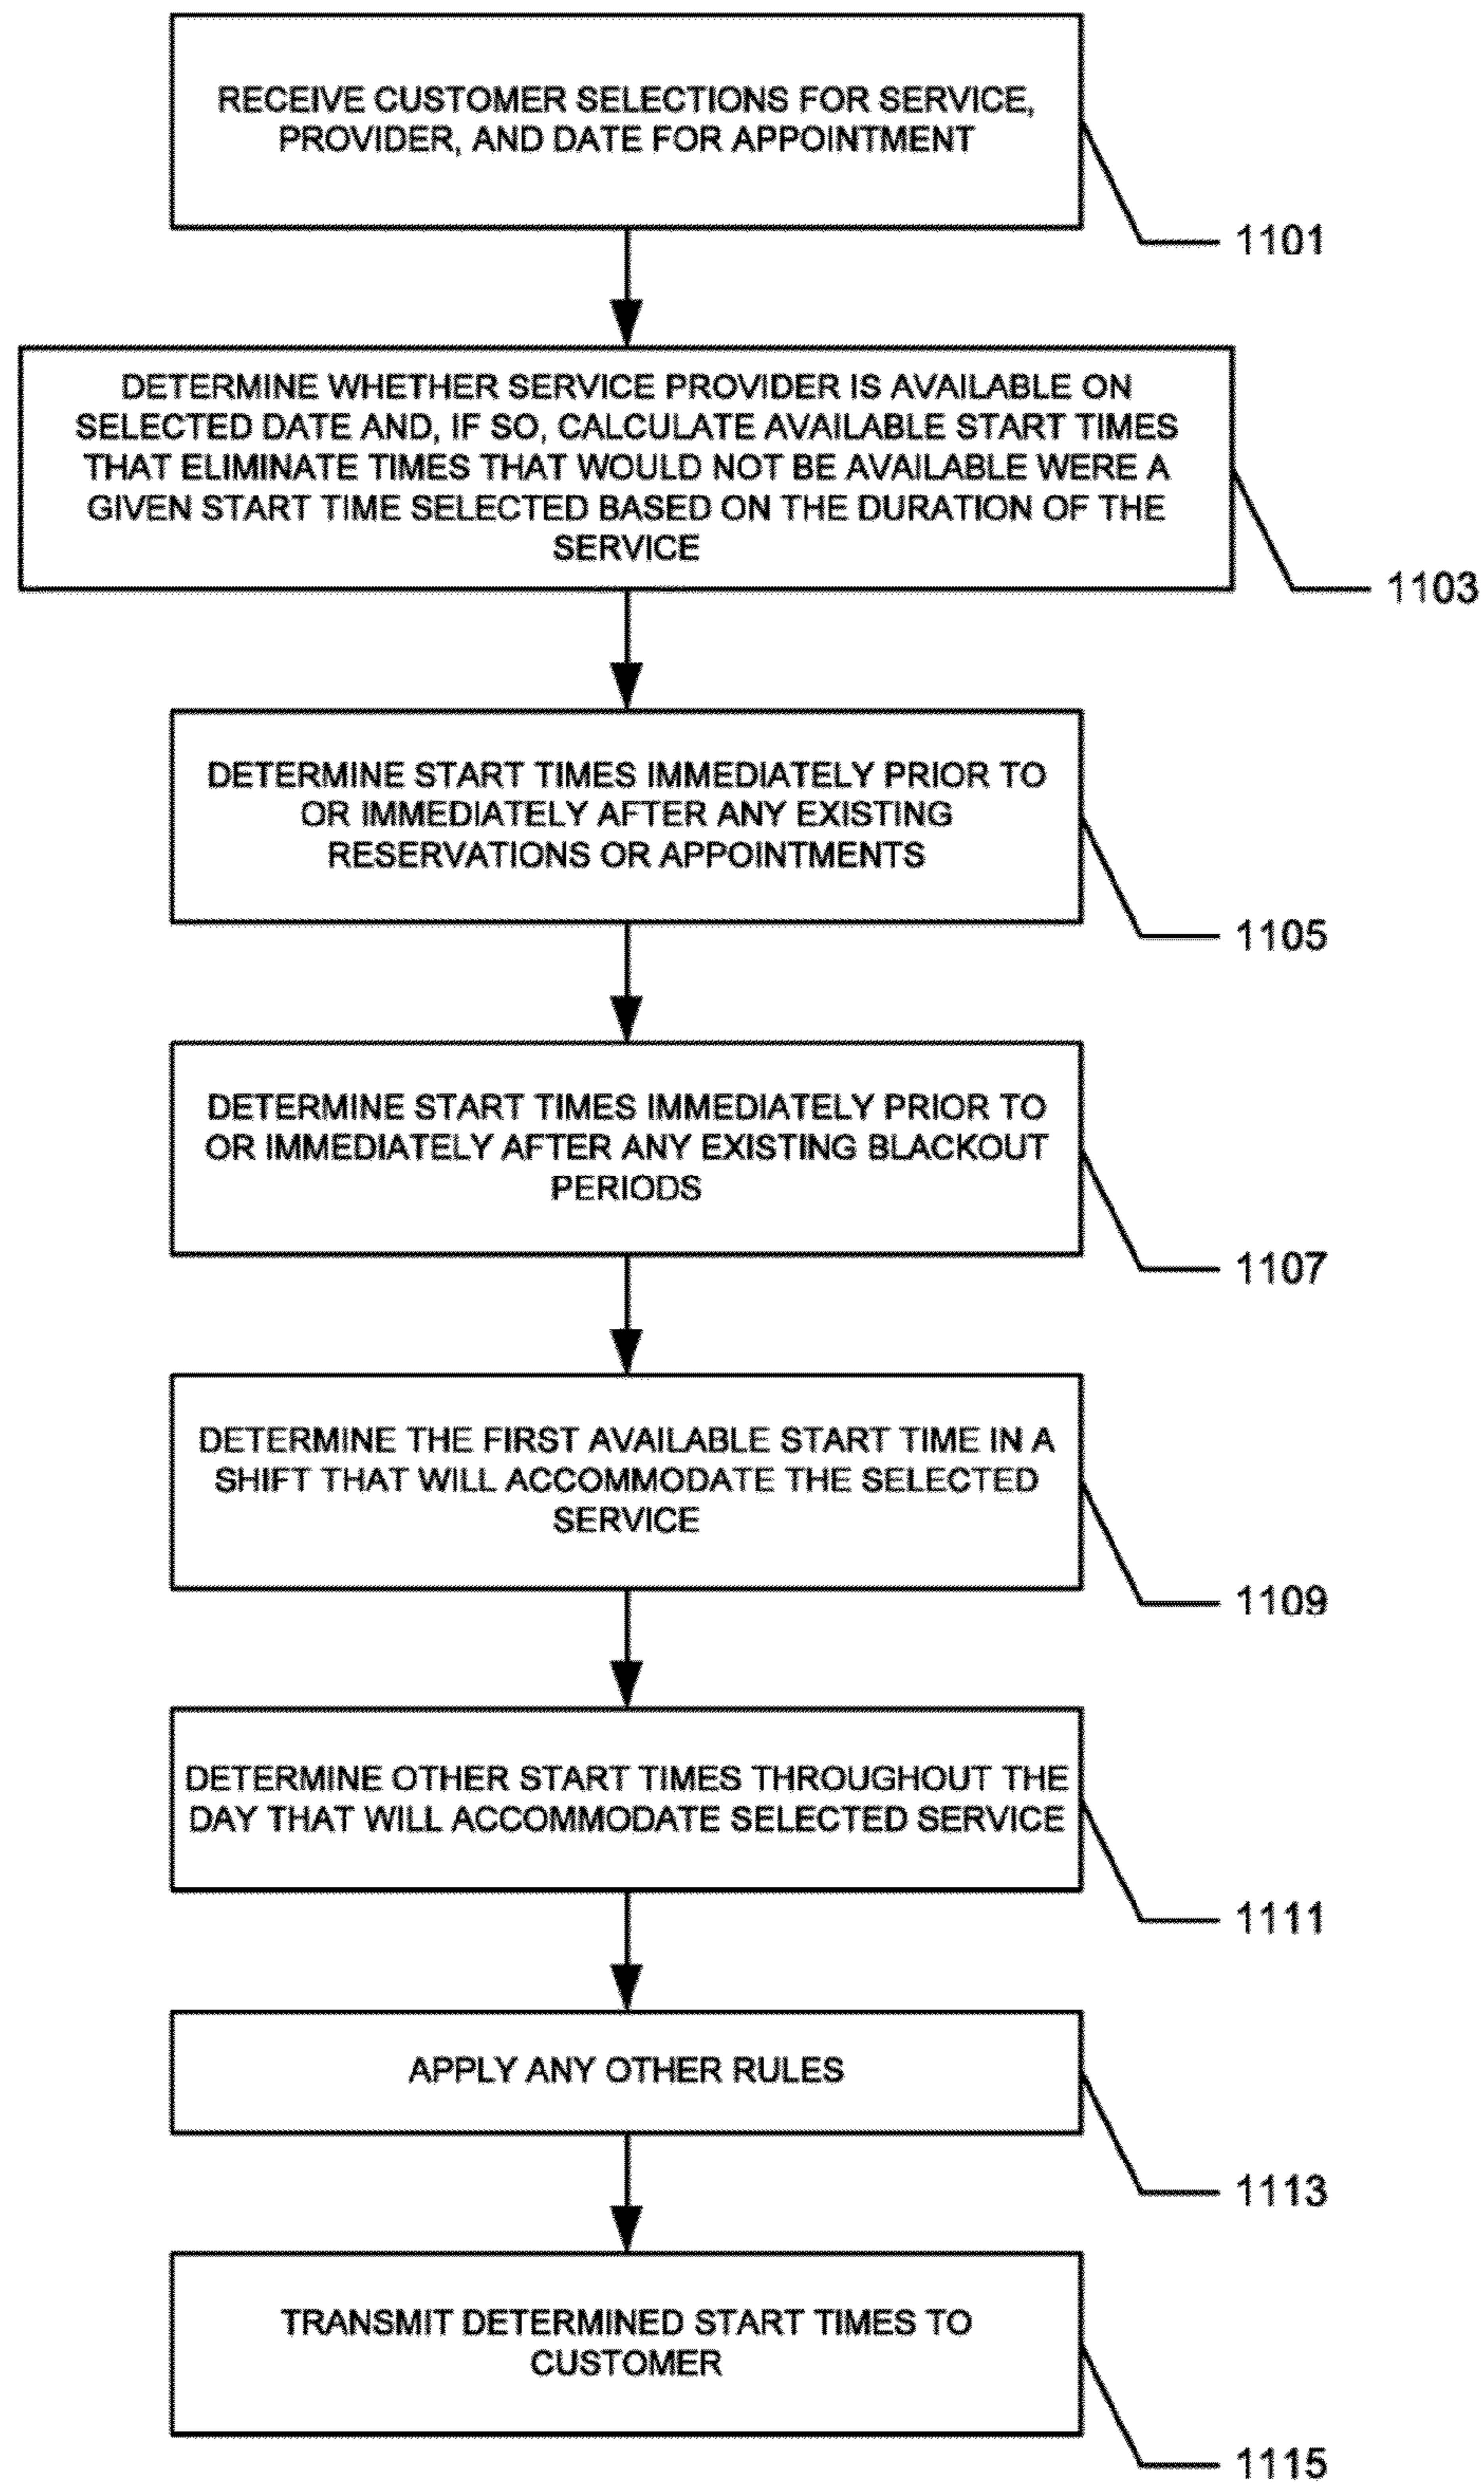 RECEIVE CUSTOMER SELECTIONS FOR SERVICE,
PROVIDER, AND DATE FOR APPOINTMENT
1101
DETERMINE WHETHER SERVICE PROVIDER IS AVAILABLE ON
SELECTED DATE AND, IF SO, CALCULATE AVAILABLE START TIMES
THAT ELIMINATE TIMES THAT WOULD NOT BE AVAILABLE WERE A
GIVEN START TIME SELECTED BASED ON THE DURATION OF THE
SERVICE
1103
DETERMINE START TIMES IMMEDIATELY PRIOR TO
OR IMMEDIATELY AFTER ANY EXISTING
RESERVATIONS OR APPOINTMENTS
1105
DETERMINE START TIMES IMMEDIATELY PRIOR TO
OR IMMEDIATELY AFTER ANY EXISTING BLACKOUT
PERIODS
1107
DETERMINE THE FIRST AVAILABLE START TIME IN A
SHIFT THAT WILL ACCOMMODATE THE SELECTED
SERVICE
1109
DETERMINE OTHER START TIMES THROUGHOUT THE
DAY THAT WILL ACCOMMODATE SELECTED SERVICE
1111
APPLY ANY OTHER RULES
1113
TRANSMIT DETERMINED START TIMES TO
CUSTOMER
1115